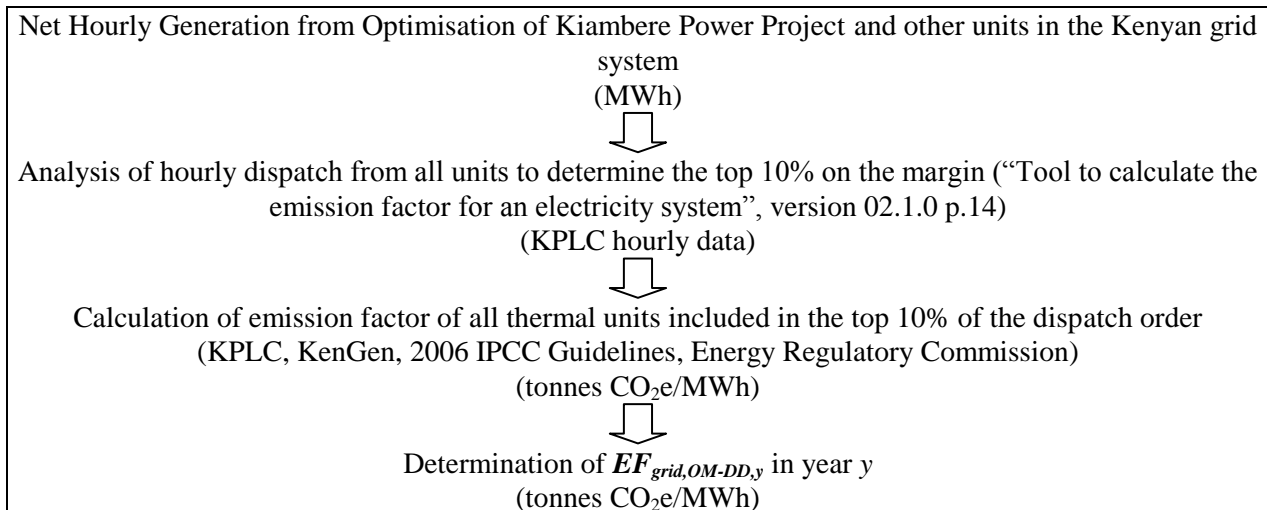 Net Hourly Generation from Optimisation of Kiambere Power Project and other units in the Kenyan grid
system
(MWh)
Analysis of hourly dispatch from all units to determine the top 10% on the margin (“Tool to calculate the
emission factor for an electricity system”, version 02.1.0 p.14)
(KPLC hourly data)
Calculation of emission factor of all thermal units included in the top 10% of the dispatch order
(KPLC, KenGen, 2006 IPCC Guidelines, Energy Regulatory Commission)
(tonnes CO₂e/MWh)
Determination of EFgrid,OM-DD,y in year y
(tonnes CO₂e/MWh)